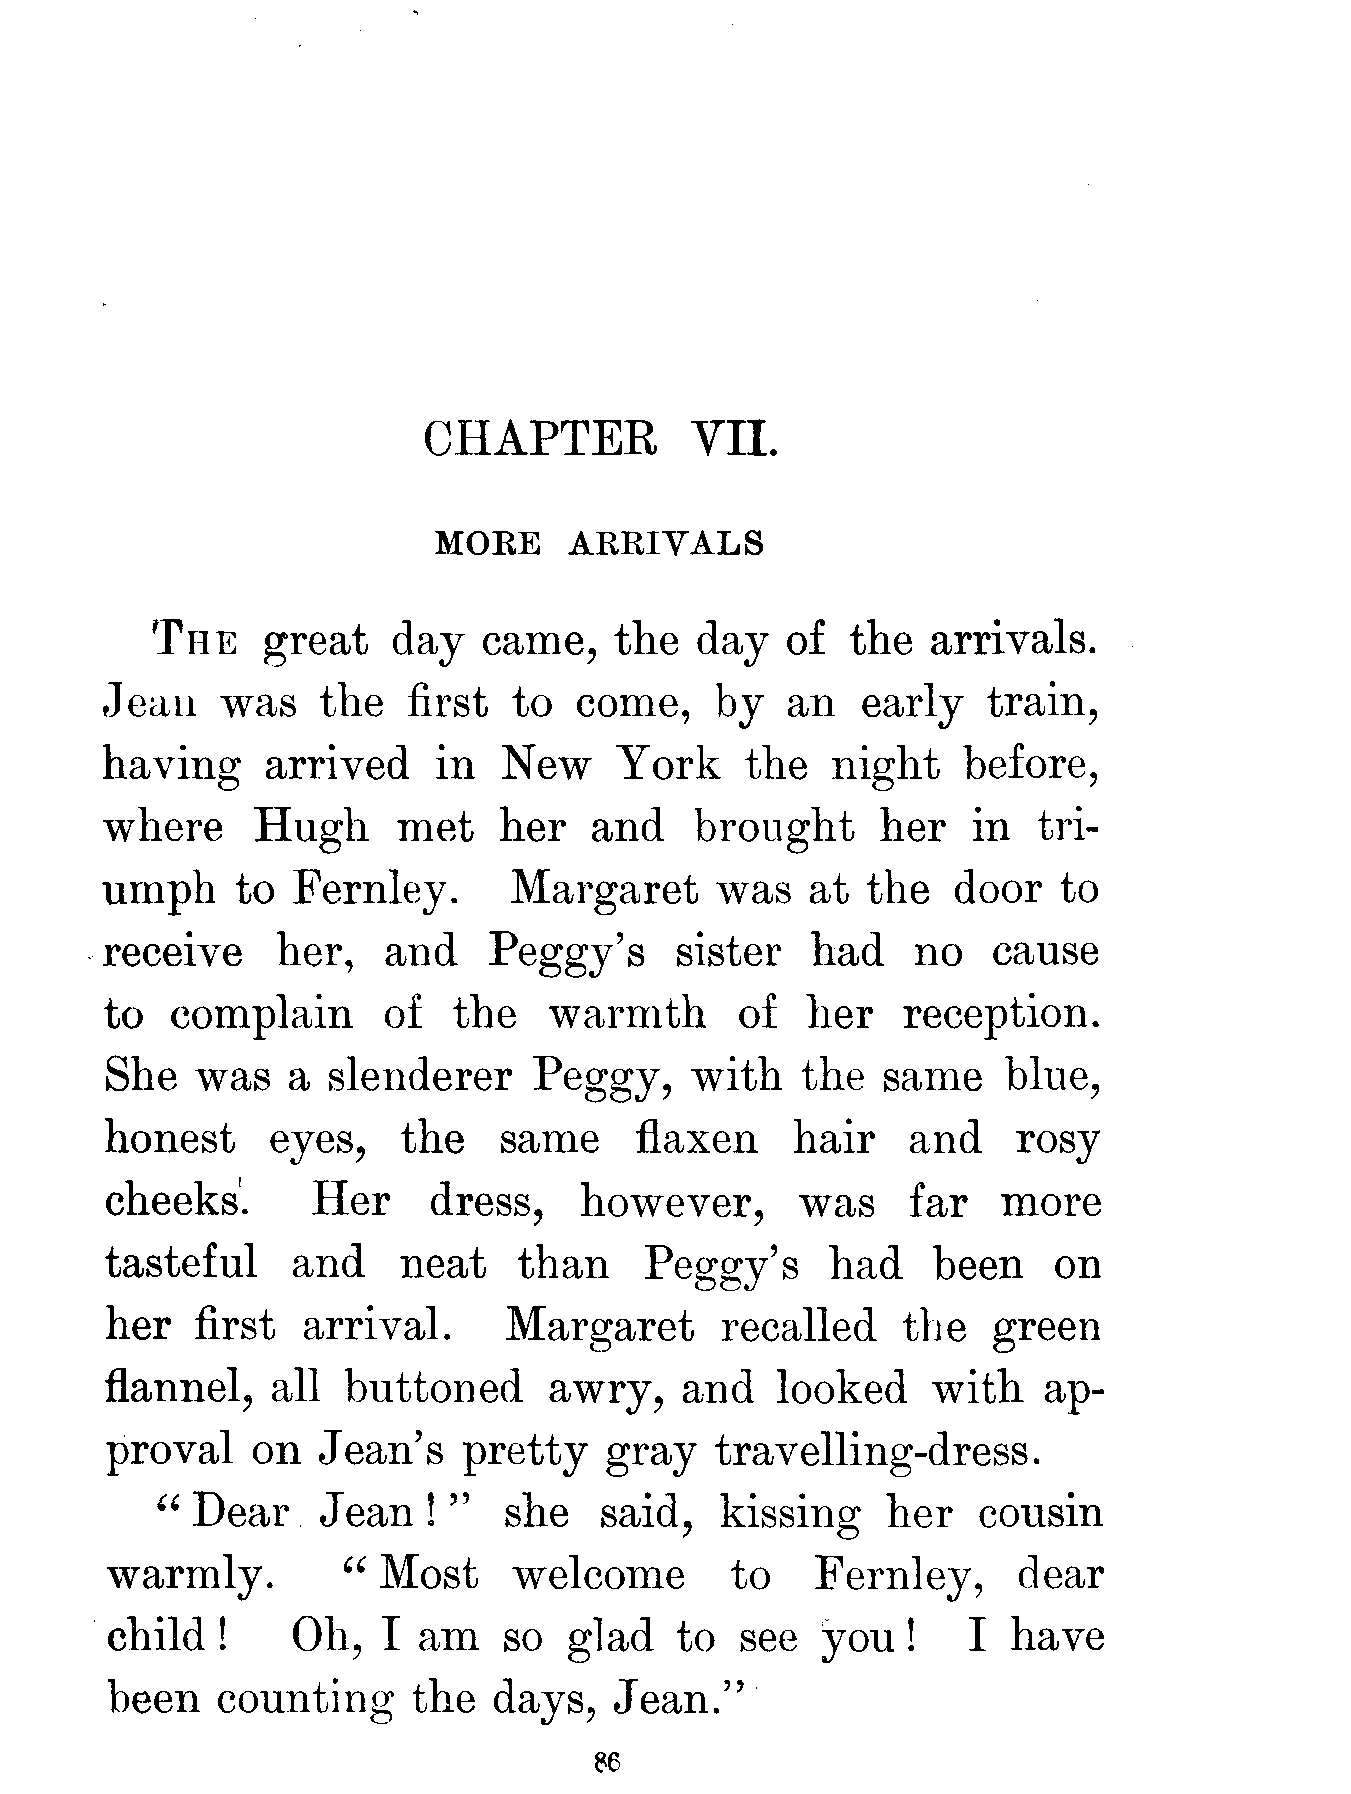 CHAPTER VII.
MORE ARRIVALS
THE great day came, the day of the arrivals.
Jean was the first to come, by an early train,
having arrived in New York the night before,
where Hugh met her and brought her in tri-
umph to Fernley. Margaret was at the door to
receive her, and Peggy's sister had no cause
to complain of the warmth of her reception.
She was a slenderer Peggy, with the same blue,
honest eyes, the same flaxen hair and rosy
cheeks. Her dress, however, was far more
tasteful and neat than Peggy's had been on
her first arrival. Margaret recalled the green
flannel, all buttoned awry, and looked with ap-
proval on Jean's pretty gray travelling-dress.
"Dear Jean!" she said, kissing her cousin
warmly. "Most welcome to Fernley, dear
child! Oh, I am so glad to see you! I have
been counting the days, Jean."
86